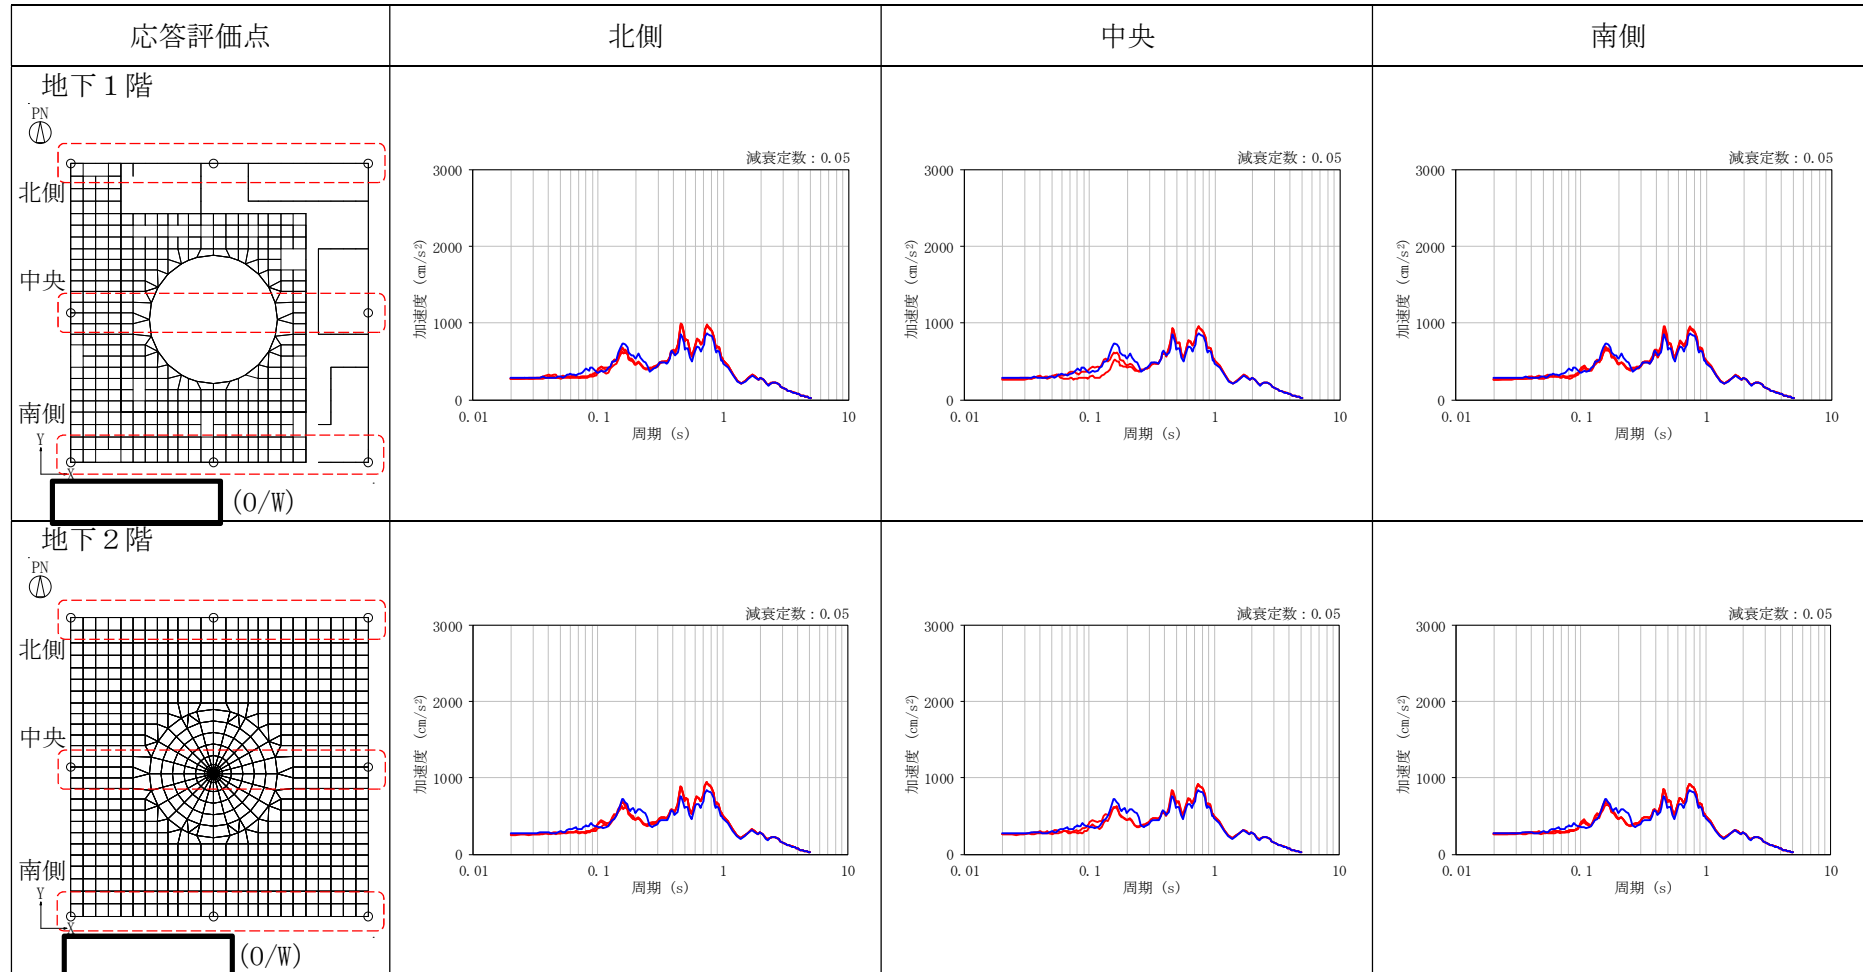 応答評価点 北側 中央 南側
地下１階
PN
北側
中央
南側
Y
X
(O/W)
減衰定数：0.05
3000
2000
1000
0
加速度 (cm/s²)
0.01 0.1 1 10
周期 (s)
減衰定数：0.05
3000
2000
1000
0
加速度 (cm/s²)
0.01 0.1 1 10
周期 (s)
減衰定数：0.05
3000
2000
1000
0
加速度 (cm/s²)
0.01 0.1 1 10
周期 (s)
地下２階
PN
北側
中央
南側
Y
X
(O/W)
減衰定数：0.05
3000
2000
1000
0
加速度 (cm/s²)
0.01 0.1 1 10
周期 (s)
減衰定数：0.05
3000
2000
1000
0
加速度 (cm/s²)
0.01 0.1 1 10
周期 (s)
減衰定数：0.05
3000
2000
1000
0
加速度 (cm/s²)
0.01 0.1 1 10
周期 (s)